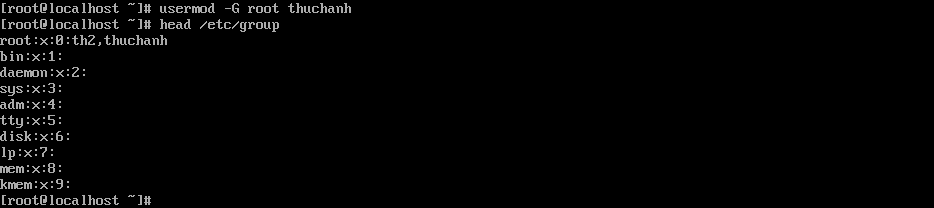 [root@localhost ~]# usermod -G root thuchanh
[root@localhost ~]# head /etc/group
root:x:0:th2,thuchanh
bin:x:1:
daemon:x:2:
sys:x:3:
adm:x:4:
tty:x:5:
disk:x:6:
lp:x:7:
mem:x:8:
kmem:x:9:
[root@localhost ~]#